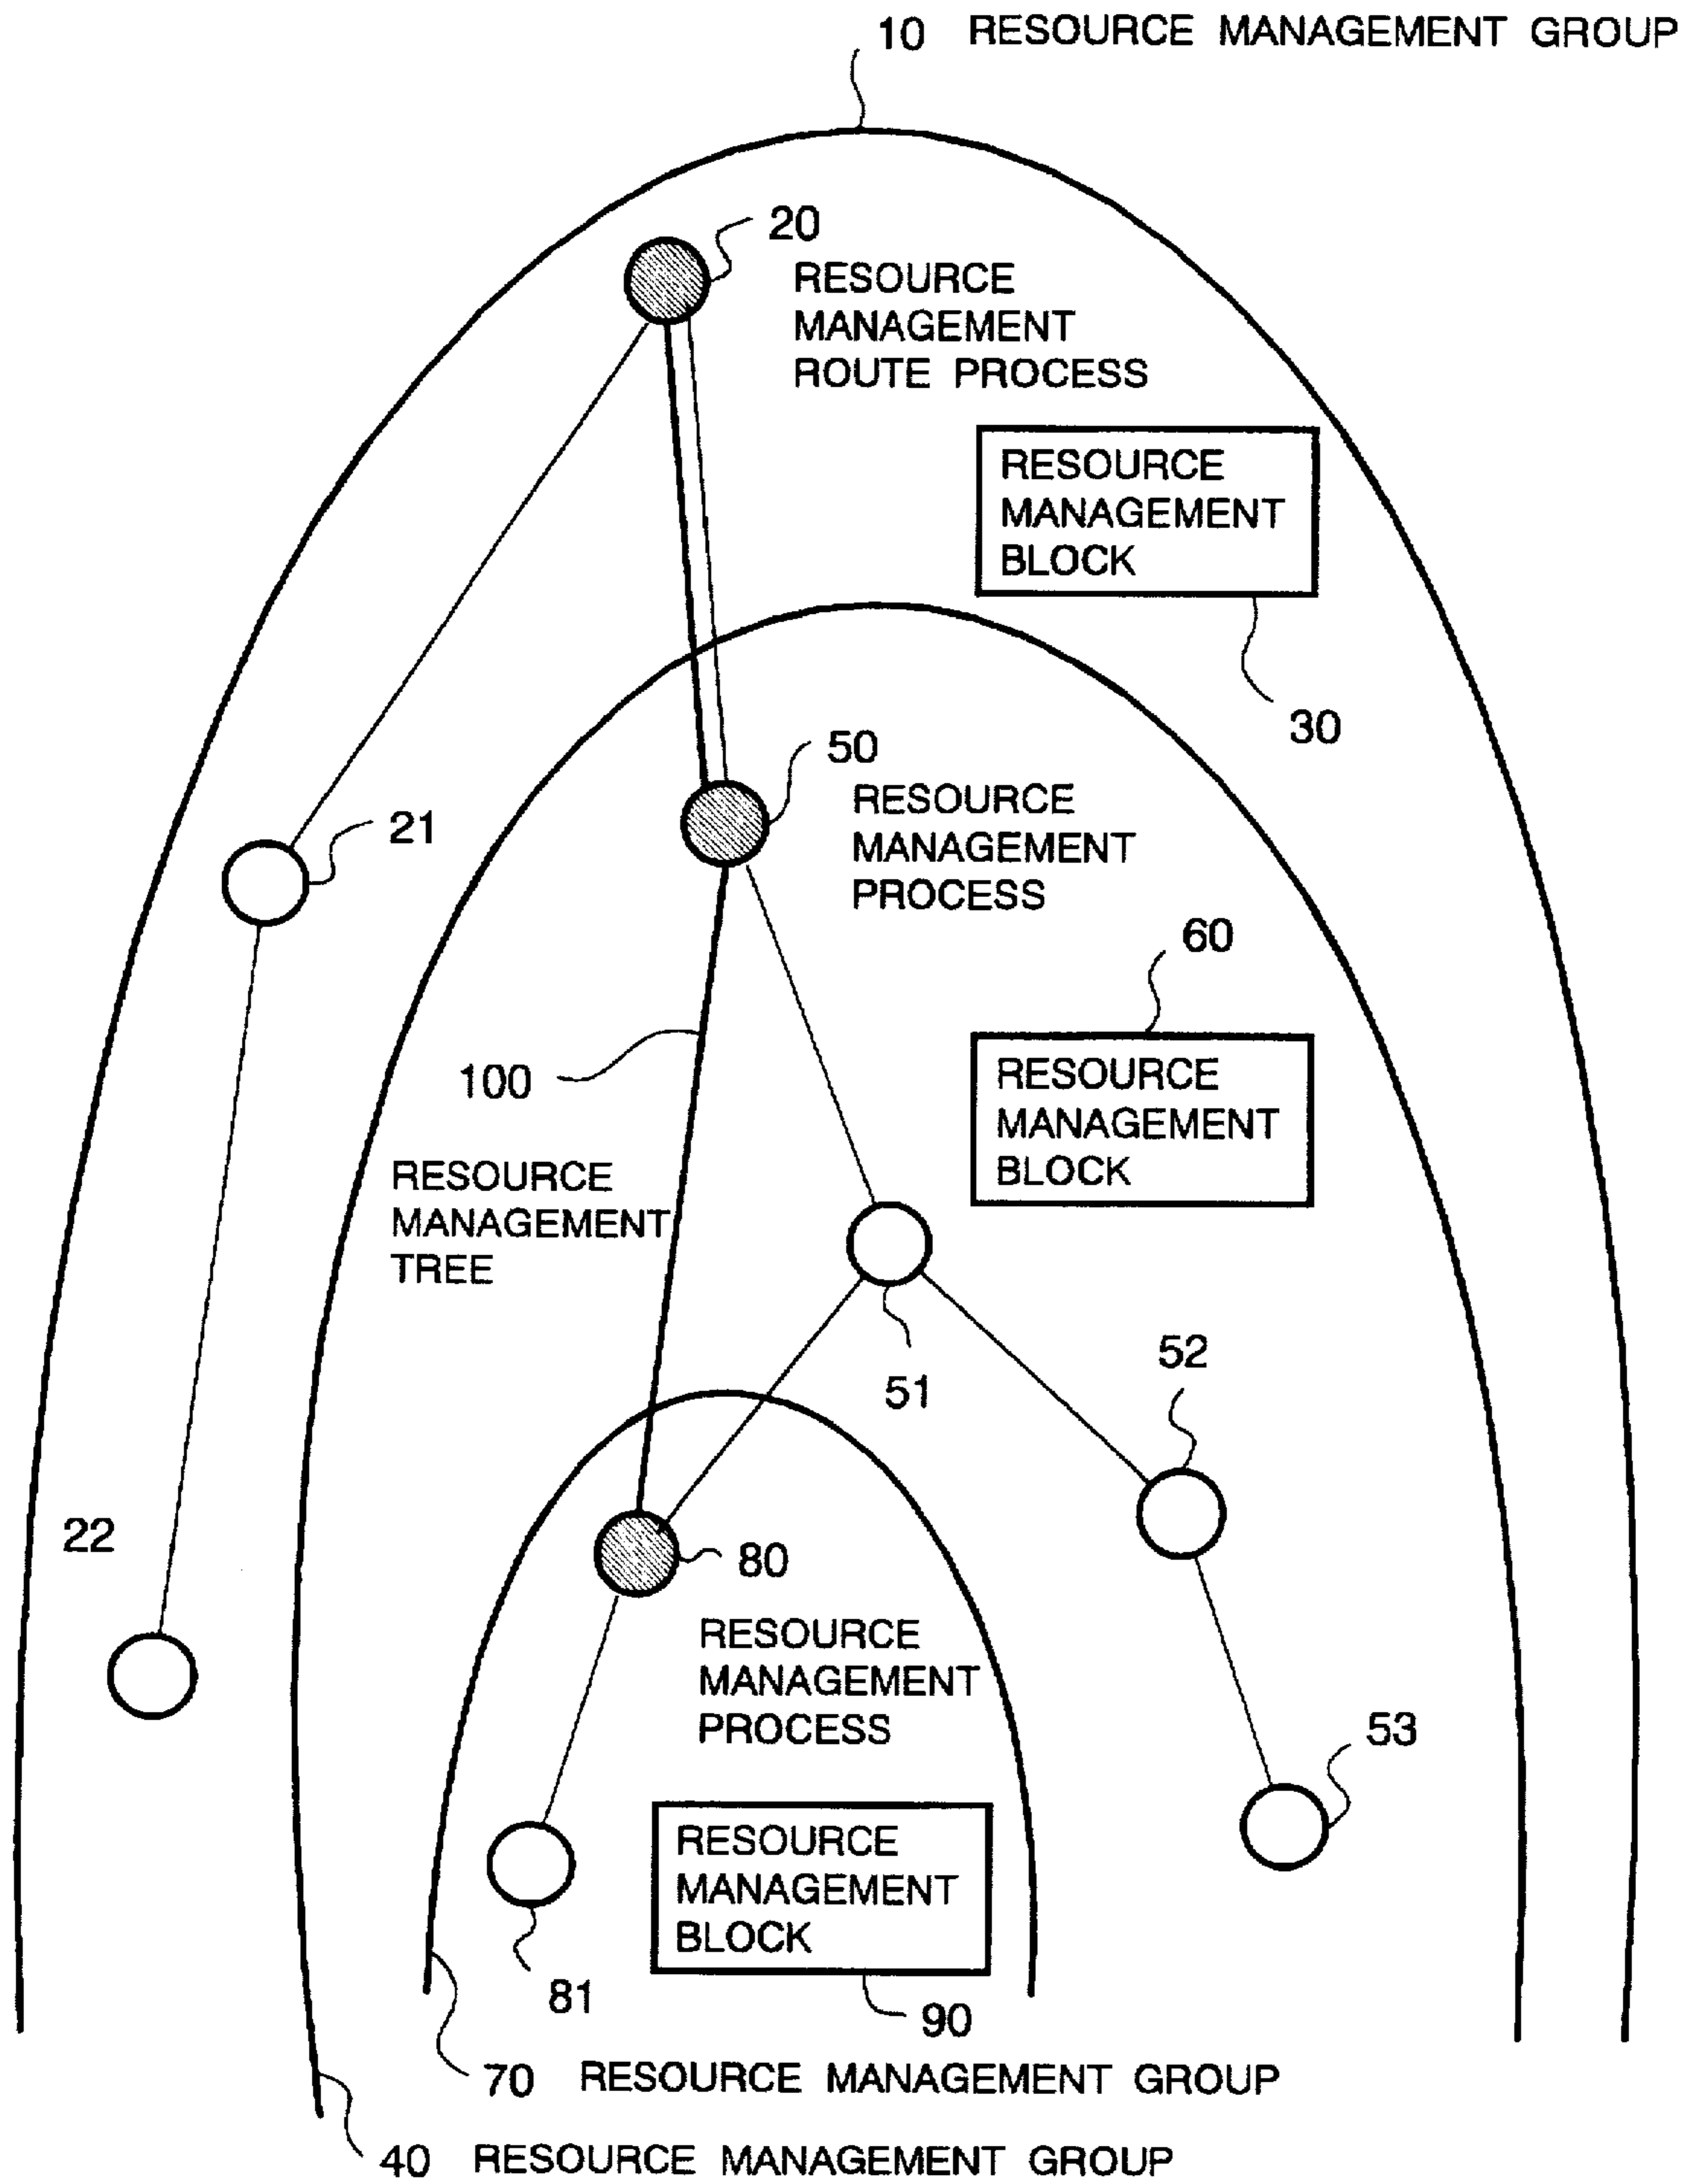 10 RESOURCE MANAGEMENT GROUP
20
RESOURCE
MANAGEMENT
ROUTE PROCESS
RESOURCE
MANAGEMENT
BLOCK
30
50
RESOURCE
MANAGEMENT
PROCESS
21
60
RESOURCE
MANAGEMENT
BLOCK
100
RESOURCE
MANAGEMENT
TREE
51
52
22
80
RESOURCE
MANAGEMENT
PROCESS
53
RESOURCE
MANAGEMENT
BLOCK
81
90
70 RESOURCE MANAGEMENT GROUP
40 RESOURCE MANAGEMENT GROUP